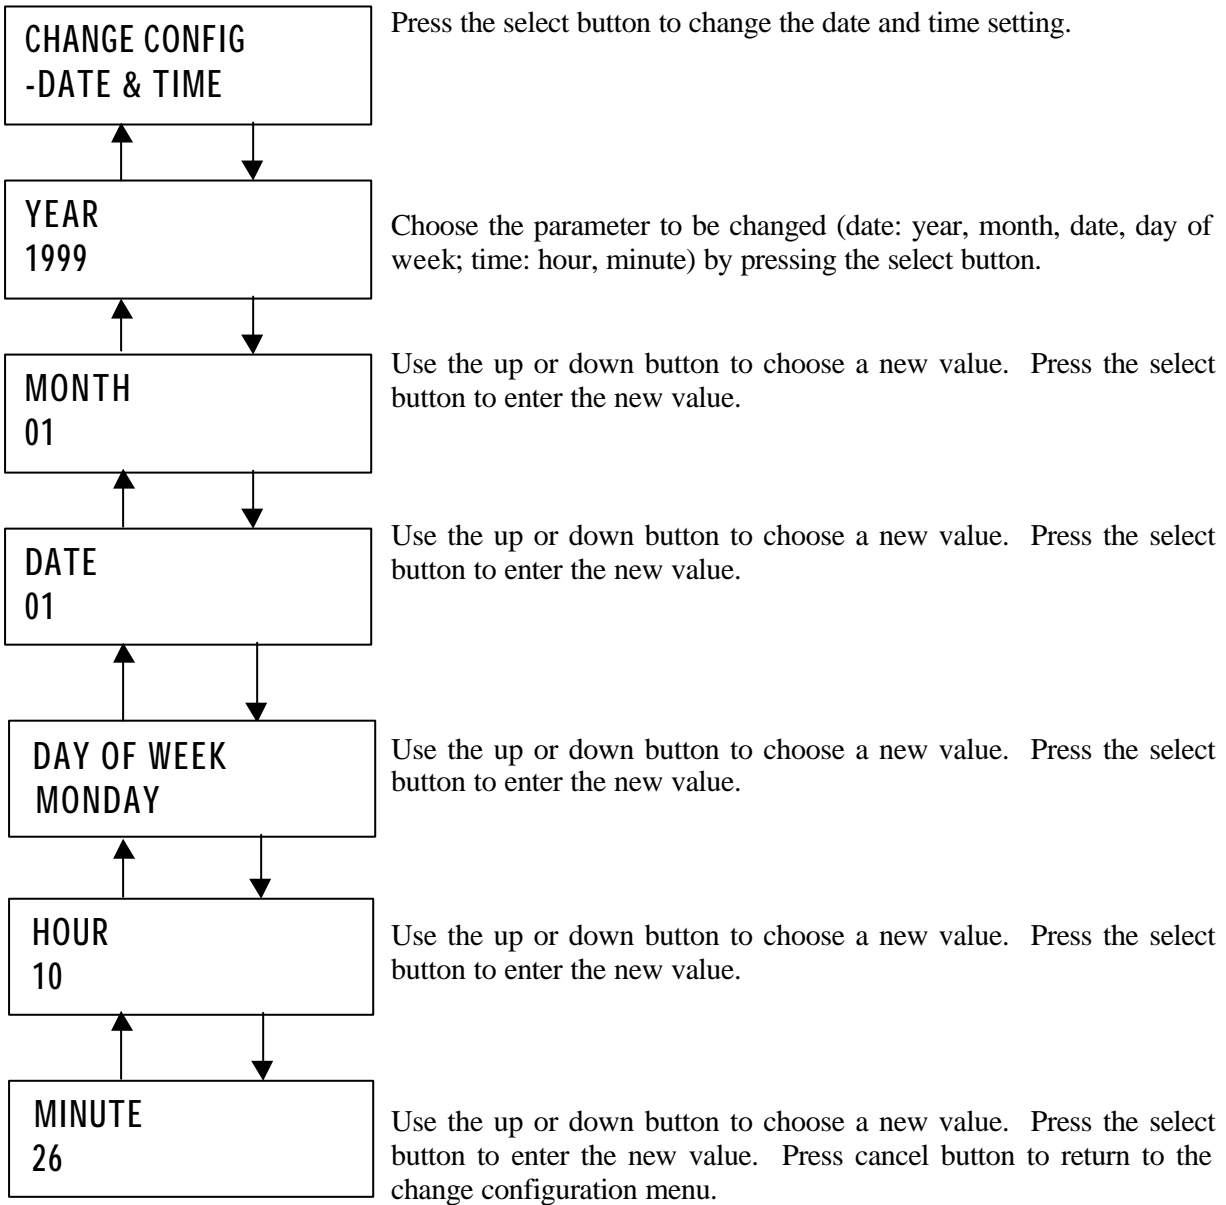 CHANGE CONFIG
-DATE & TIME
Press the select button to change the date and time setting.
YEAR
1999
Choose the parameter to be changed (date: year, month, date, day of
week; time: hour, minute) by pressing the select button.
MONTH
01
Use the up or down button to choose a new value. Press the select
button to enter the new value.
DATE
01
Use the up or down button to choose a new value. Press the select
button to enter the new value.
DAY OF WEEK
MONDAY
Use the up or down button to choose a new value. Press the select
button to enter the new value.
HOUR
10
Use the up or down button to choose a new value. Press the select
button to enter the new value.
MINUTE
26
Use the up or down button to choose a new value. Press the select
button to enter the new value. Press cancel button to return to the
change configuration menu.